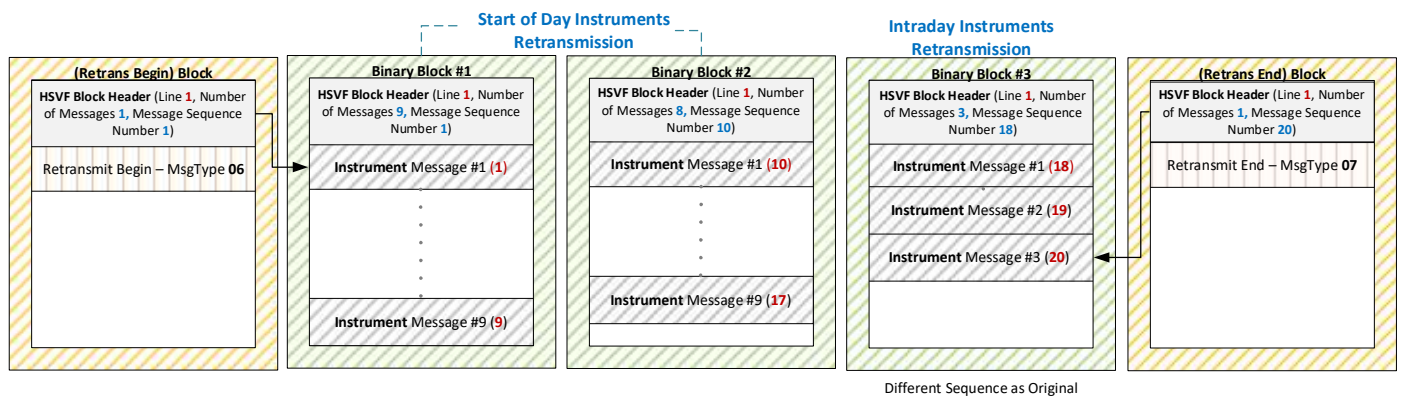 Start of Day Instruments
Retransmission
Intraday Instruments
Retransmission
(Retrans Begin) Block
HSVF Block Header (Line 1, Number
of Messages 1, Message Sequence
Number 1)
Retransmit Begin – MsgType 06
Binary Block #1
HSVF Block Header (Line 1, Number
of Messages 9, Message Sequence
Number 1)
Instrument Message #1 (1)
Instrument Message #9 (9)
Binary Block #2
HSVF Block Header (Line 1, Number
of Messages 8, Message Sequence
Number 10)
Instrument Message #1 (10)
Instrument Message #9 (17)
Binary Block #3
HSVF Block Header (Line 1, Number
of Messages 3, Message Sequence
Number 18)
Instrument Message #1 (18)
Instrument Message #2 (19)
Instrument Message #3 (20)
Different Sequence as Original
(Retrans End) Block
HSVF Block Header (Line 1, Number
of Messages 1, Message Sequence
Number 20)
Retransmit End – MsgType 07